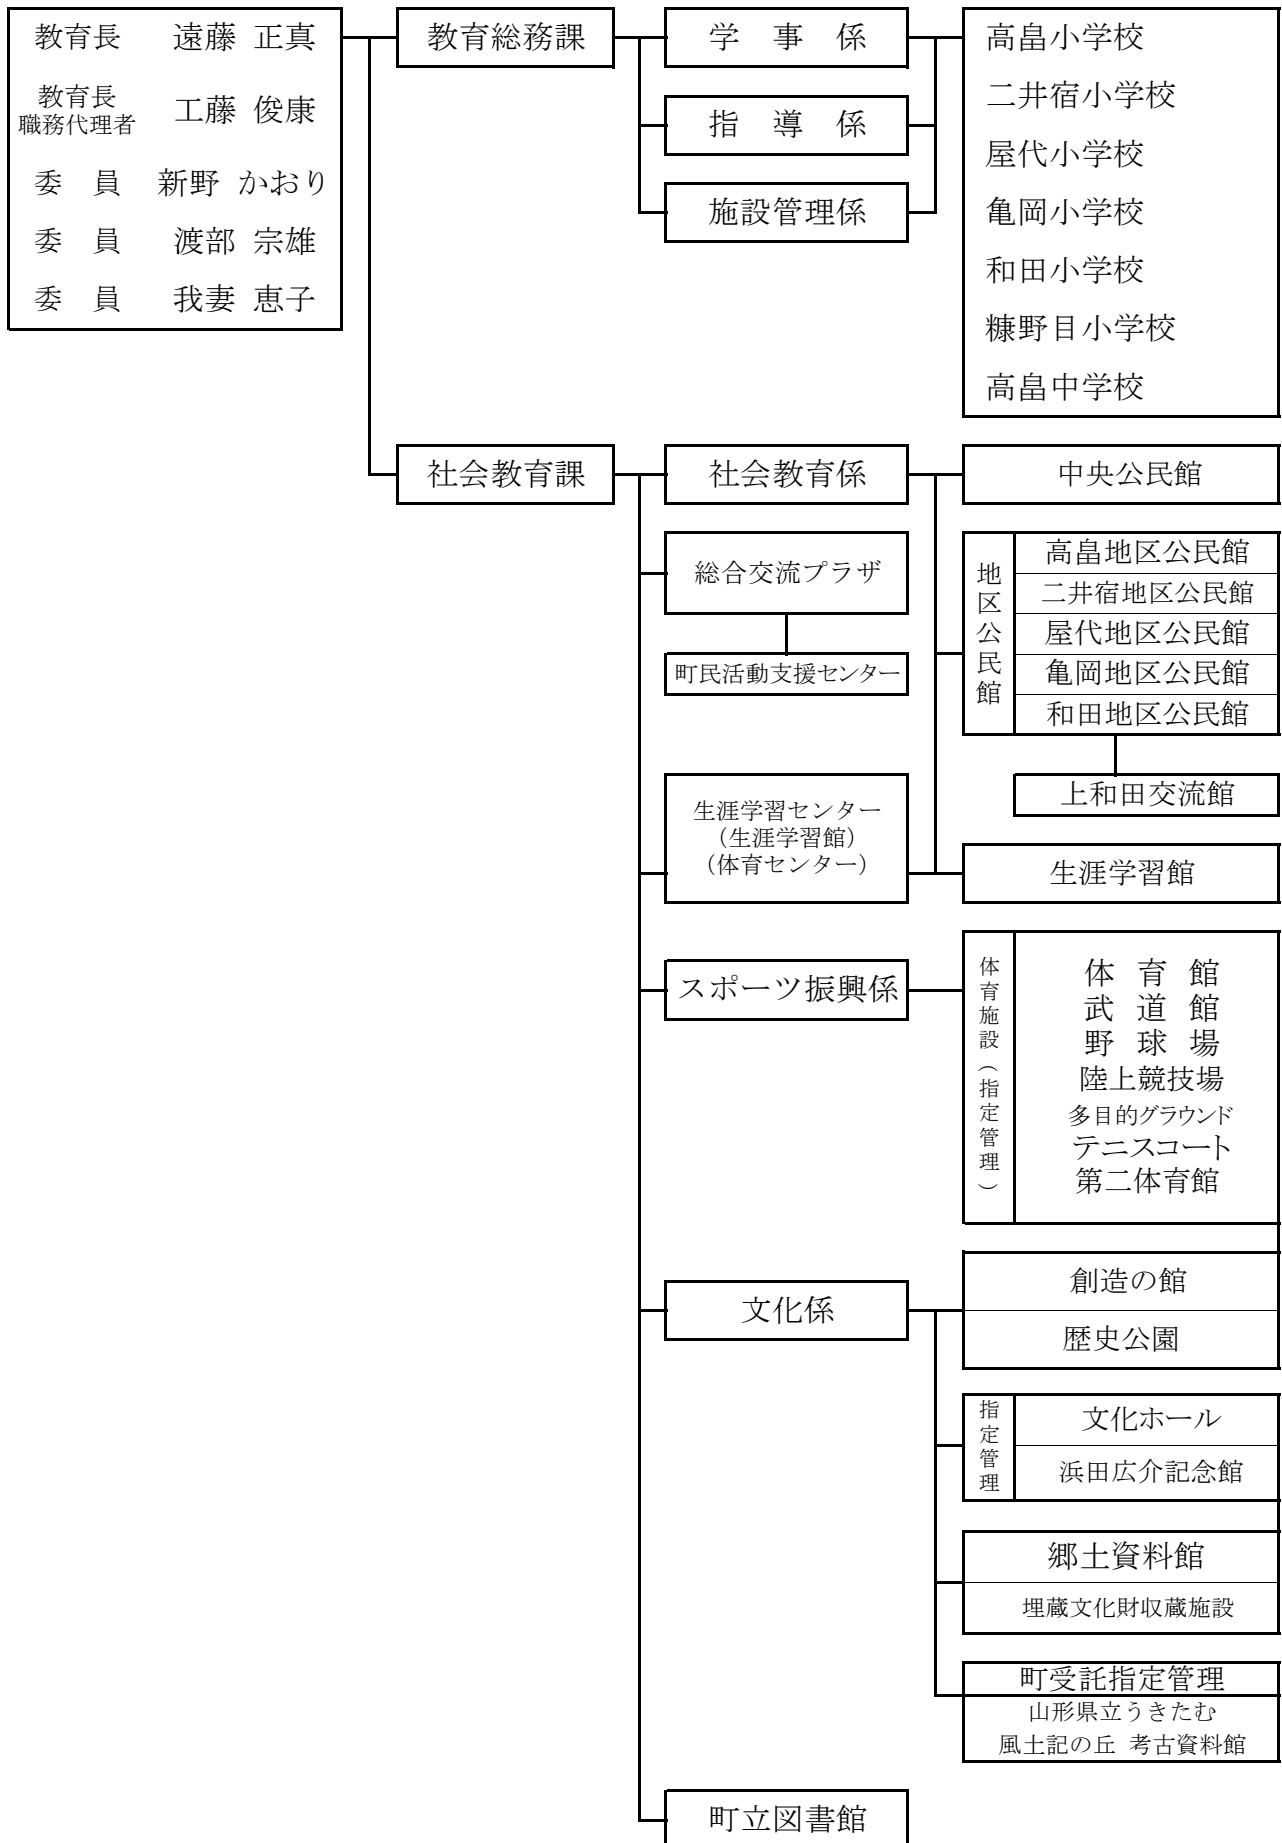 教育長 遠藤 正真
教育長
職務代理者 工藤 俊康
委 員 新野 かおり
委 員 渡部 宗雄
委 員 我妻 恵子
教育総務課
学 事 係
指 導 係
施設管理係
高畠小学校
二井宿小学校
屋代小学校
亀岡小学校
和田小学校
糠野目小学校
高畠中学校
社会教育課
社会教育係
中央公民館
総合交流プラザ
町民活動支援センター
地区公民館
高畠地区公民館
二井宿地区公民館
屋代地区公民館
亀岡地区公民館
和田地区公民館
上和田交流館
生涯学習センター
（生涯学習館）
（体育センター）
生涯学習館
スポーツ振興係
体育施設（指定管理）
体 育 館
武 道 館
野 球 場
陸上競技場
多目的グラウンド
テニスコート
第二体育館
文化係
創造の館
歴史公園
指定管理
文化ホール
浜田広介記念館
郷土資料館
埋蔵文化財収蔵施設
町受託指定管理
山形県立うきたむ
風土記の丘 考古資料館
町立図書館